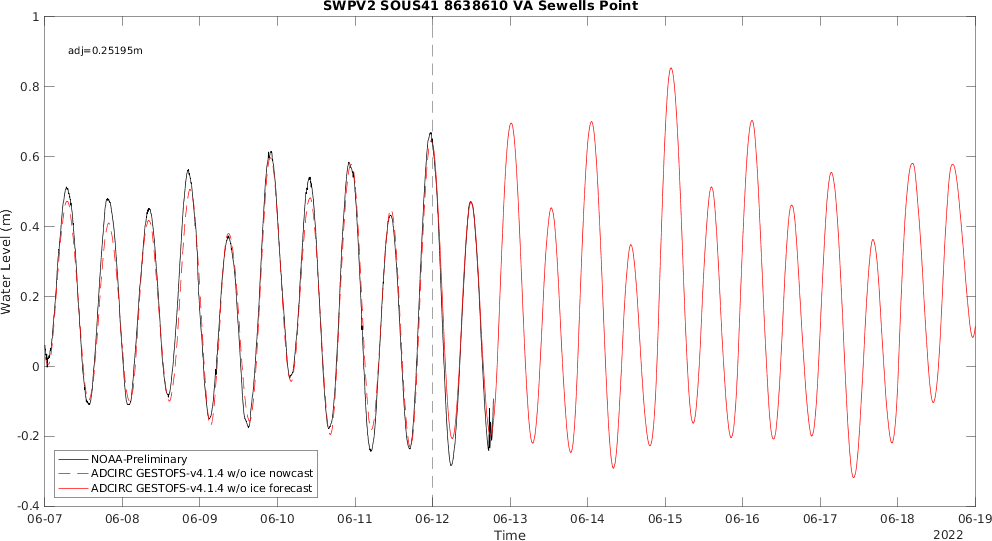 SWPV2 SOUS41 8638610 VA Sewells Point
adj=0.25195m
1
0.8
0.6
0.4
0.2
0
-0.2
-0.4
Water Level (m)
NOAA-Preliminary
ADCIRC GESTOFS-v4.1.4 w/o ice nowcast
ADCIRC GESTOFS-v4.1.4 w/o ice forecast
06-07 06-08 06-09 06-10 06-11 06-12 06-13 06-14 06-15 06-16 06-17 06-18 06-19
Time
2022